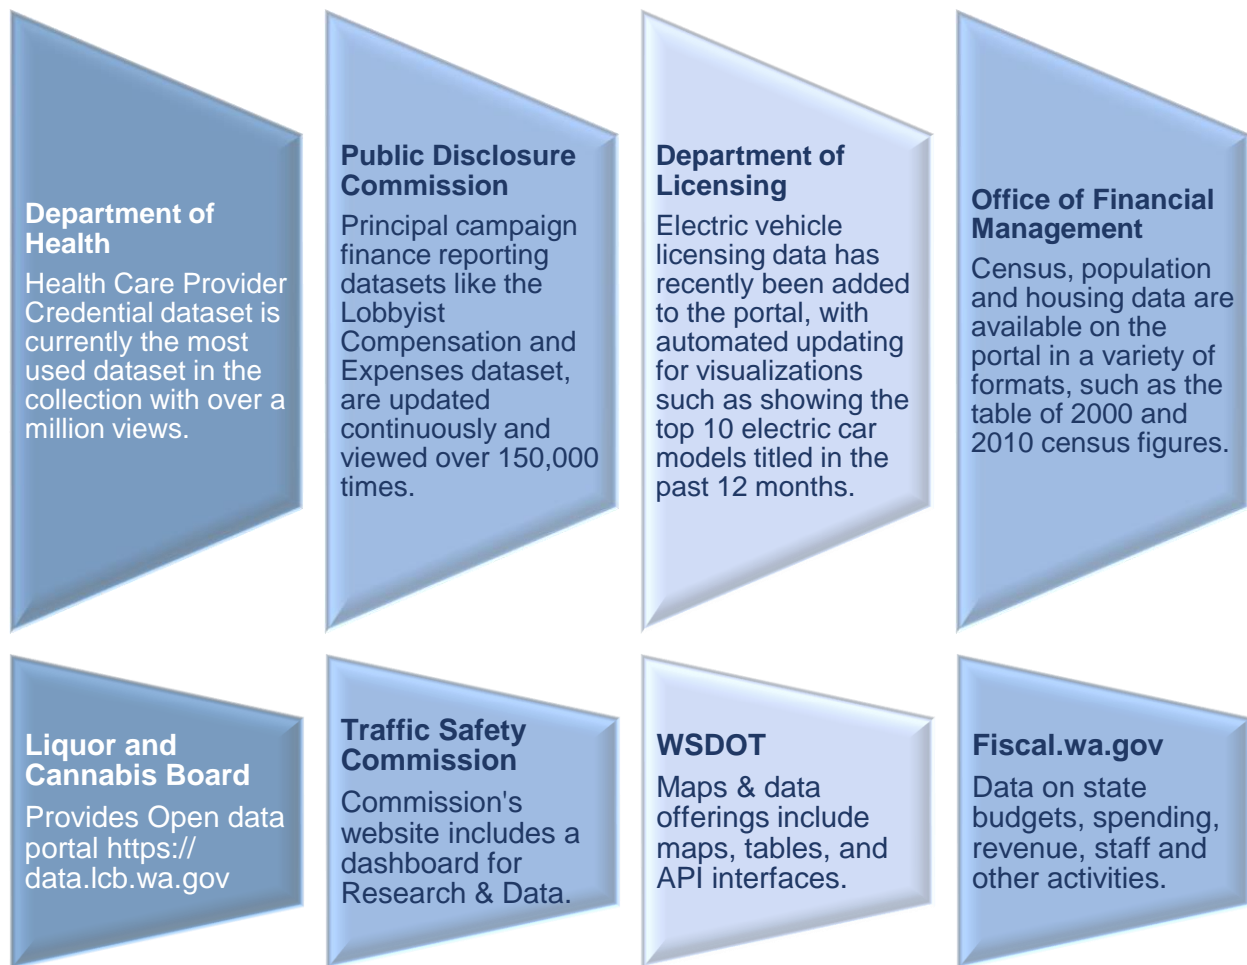 Department of
Health
Health Care Provider
Credential dataset is
currently the most
used dataset in the
collection with over a
million views.
Public Disclosure
Commission
Principal campaign
finance reporting
datasets like the
Lobbyist
Compensation and
Expenses dataset,
are updated
continuously and
viewed over 150,000
times.
Department of
Licensing
Electric vehicle
licensing data has
recently been added
to the portal, with
automated updating
for visualizations
such as showing the
top 10 electric car
models titled in the
past 12 months.
Office of Financial
Management
Census, population
and housing data are
available on the
portal in a variety of
formats, such as the
table of 2000 and
2010 census figures.
Liquor and
Cannabis Board
Provides Open data
portal https://
data.lcb.wa.gov
Traffic Safety
Commission
Commission's
website includes a
dashboard for
Research & Data.
WSDOT
Maps & data
offerings include
maps, tables, and
API interfaces.
Fiscal.wa.gov
Data on state
budgets, spending,
revenue, staff and
other activities.